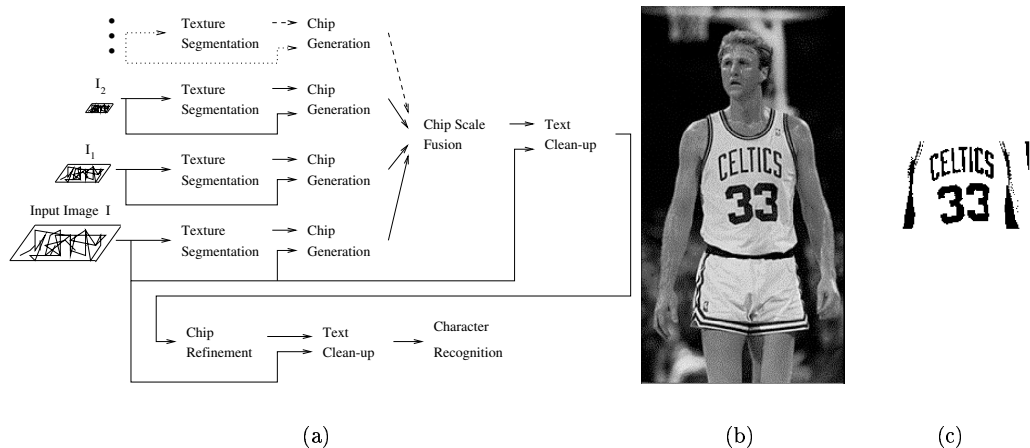 Texture
Segmentation
Chip
Generation
I2
Texture
Segmentation
Chip
Generation
I1
Texture
Segmentation
Chip
Generation
Input Image I
Texture
Segmentation
Chip
Generation
Chip Scale
Fusion
Text
Clean-up
Chip
Refinement
Text
Clean-up
Character
Recognition
(a)
CELTICS
33
(b)
CELTICS
33
(c)